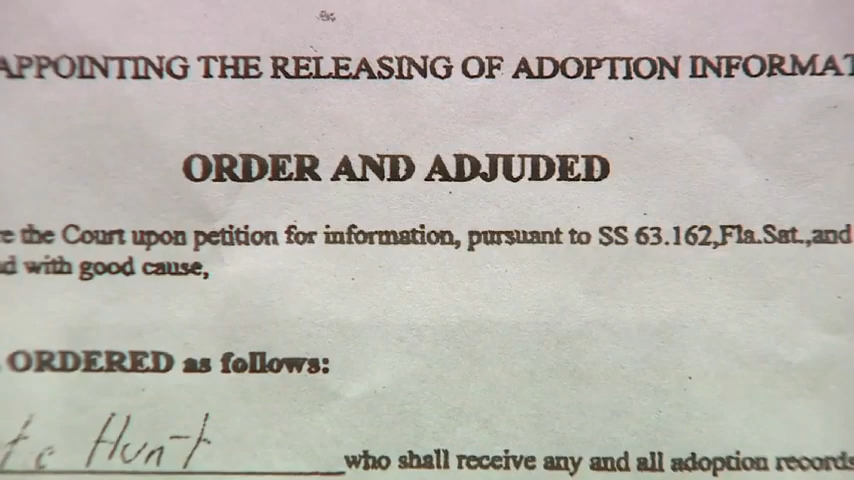 APPOINTING THE RELEASING OF ADOPTION INFORMAT
ORDER AND ADJUDED
e the Court upon petition for information, pursuant to SS 63.162,Fla.Sat.,and
d with good cause,
ORDERED as follows:
te Hunt who shall receive any and all adoption records